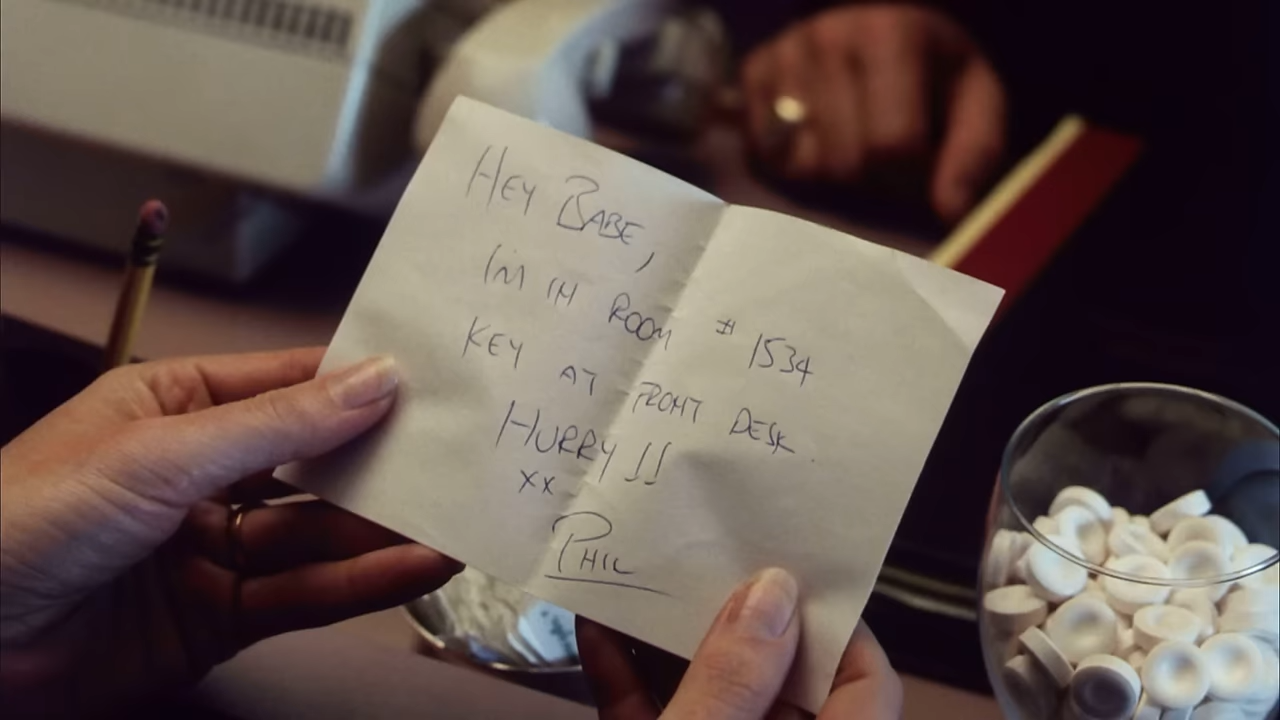 HEY BABE,
I'M IN ROOM # 1534
KEY AT FRONT DESK.
HURRY !!
xx
PHIL